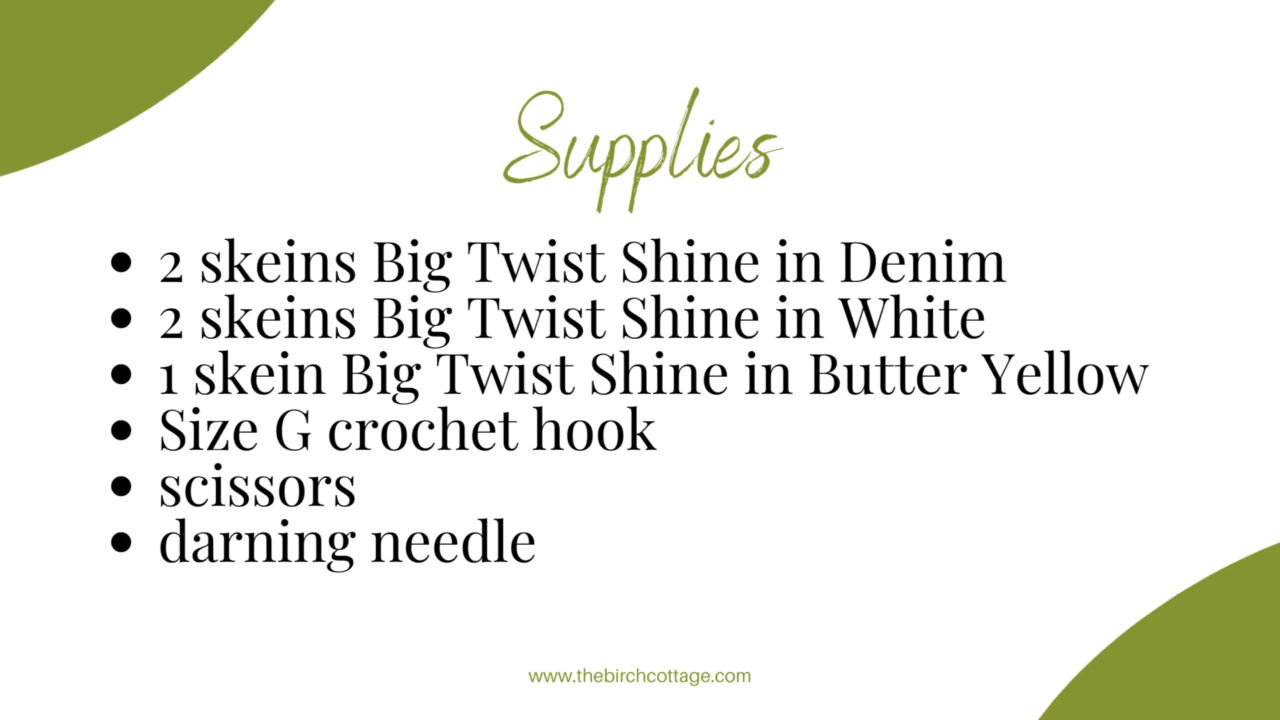 Supplies
• 2 skeins Big Twist Shine in Denim
• 2 skeins Big Twist Shine in White
• 1 skein Big Twist Shine in Butter Yellow
• Size G crochet hook
• scissors
• darning needle
www.thebirchcottage.com